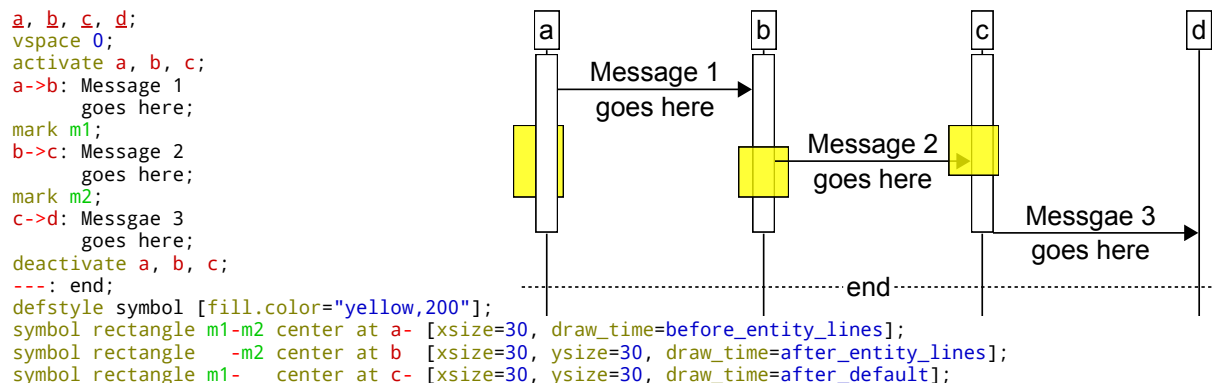 a, b, c, d;
vspace 0;
activate a, b, c;
a->b: Message 1
goes here;
mark m1;
b->c: Message 2
goes here;
mark m2;
c->d: Messgae 3
goes here;
deactivate a, b, c;
---: end;
defstyle symbol [fill.color="yellow,200"];
symbol rectangle m1-m2 center at a- [xsize=30, draw_time=before_entity_lines];
symbol rectangle   -m2 center at b  [xsize=30, ysize=30, draw_time=after_entity_lines];
symbol rectangle m1-   center at c- [xsize=30, ysize=30, draw_time=after_default];
a
b
c
d
Message 1
goes here
Message 2
goes here
Messgae 3
goes here
end